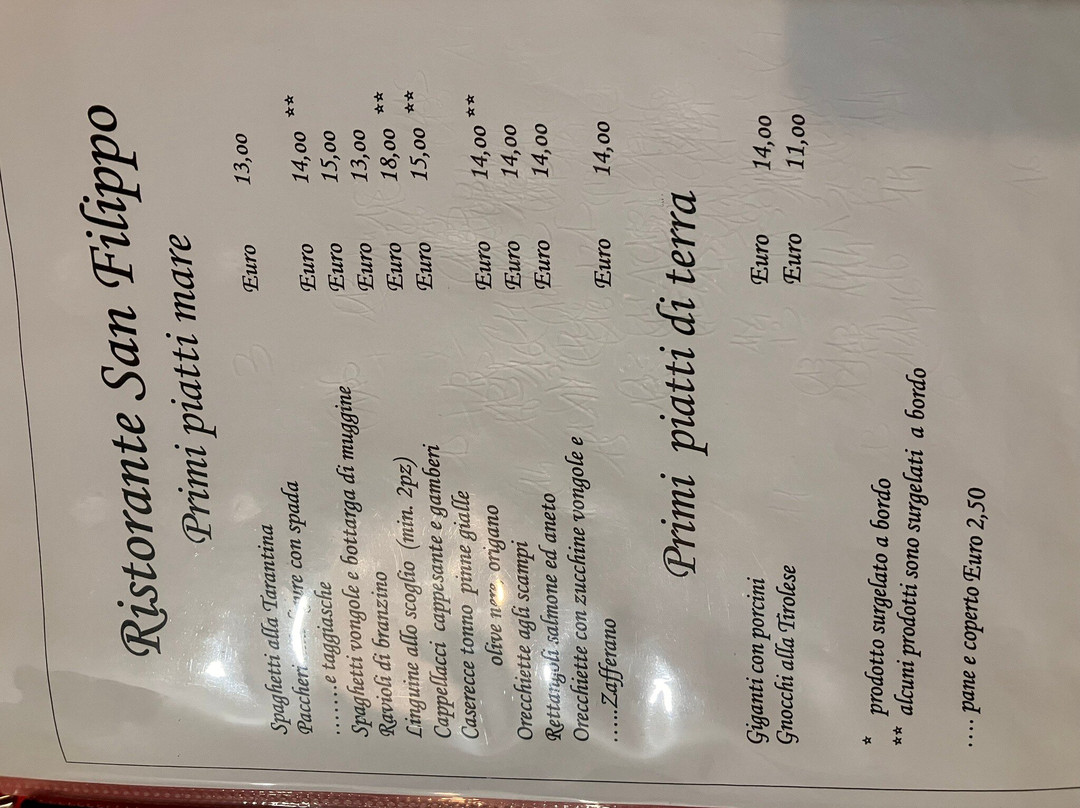 Ristorante San Filippo
Primi piatti mare
Spaghetti alla Tarantina Euro 13,00
Paccheri con spada
......e taggiasche Euro 14,00 **
Spaghetti vongole e bottarga di muggine Euro 15,00
Ravioli di branzino Euro 13,00
Linguine allo scoglio (min. 2pz) Euro 18,00 **
Cappellacci cappesante e gamberi Euro 15,00 **
Caserecce tonno pinne gialle
olive nere origano Euro 14,00 **
Orecchiette agli scampi Euro 14,00
Rettangoli salmone ed aneto Euro 14,00
Orecchiette con zucchine vongole e
.....Zafferano Euro 14,00
Primi piatti di terra
Giganti con porcini Euro 14,00
Gnocchi alla Tirolese Euro 11,00
* prodotto surgelato a bordo
** alcuni prodotti sono surgelati a bordo
.... pane e coperto Euro 2,50